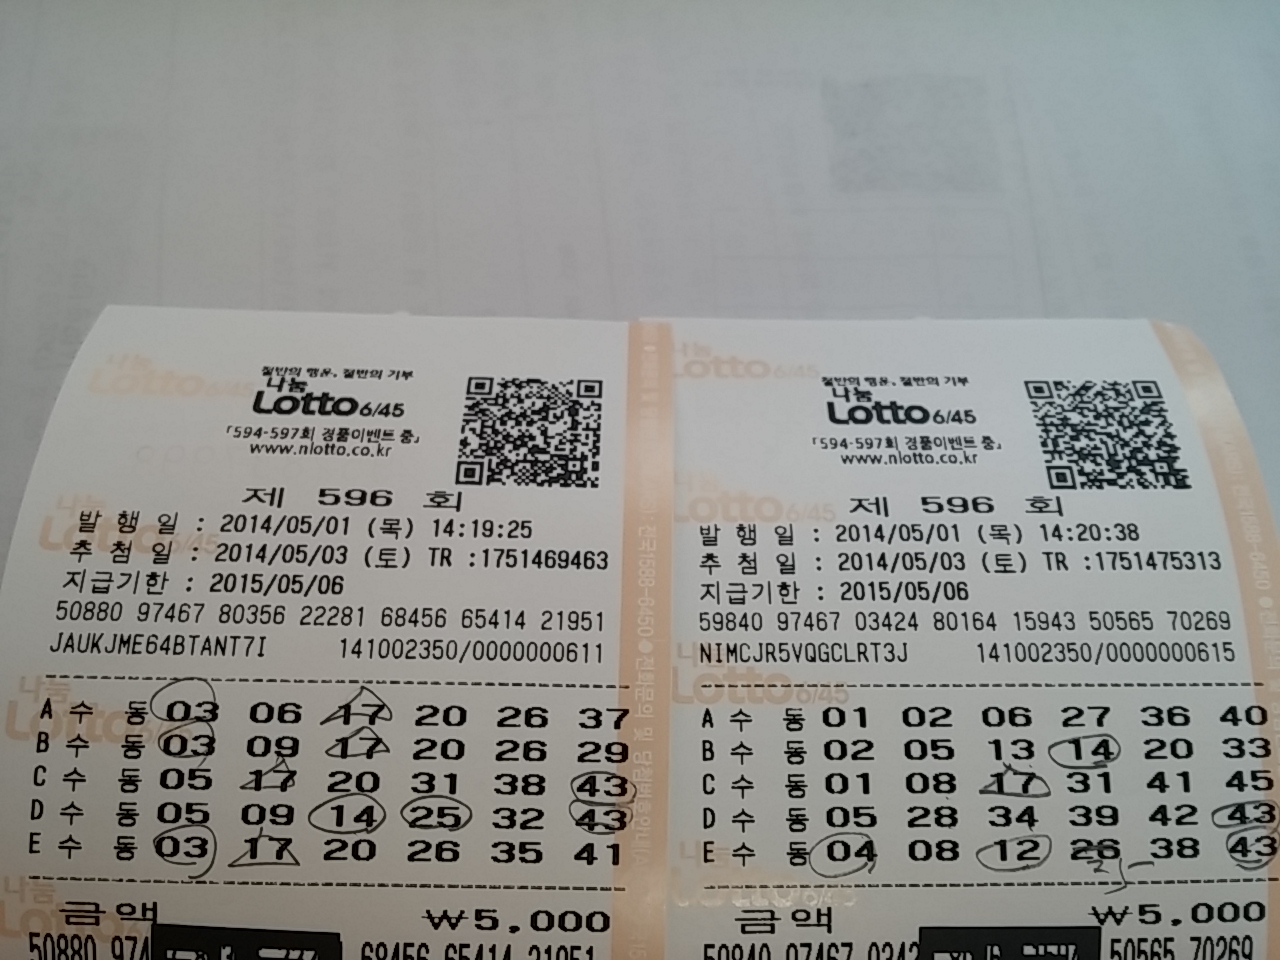 절반의 행운, 절반의 기부
나눔
Lotto 6/45
「594-597회 경품이벤트 중」
www.nlotto.co.kr
제 596 회
발 행 일 : 2014/05/01 (목) 14:19:25
추 첨 일 : 2014/05/03 (토) TR :1751469463
지급기한 : 2015/05/06
50880 97467 80356 22281 68456 65414 21951
JAUKJME64BTANT7I 141002350/0000000611
A 수 동 03 06 17 20 26 37
B 수 동 03 09 17 20 26 29
C 수 동 05 17 20 31 38 43
D 수 동 05 09 14 25 32 43
E 수 동 03 17 20 26 35 41
금액 ₩5,000
68456 65414 21951
절반의 행운, 절반의 기부
나눔
Lotto 6/45
「594-597회 경품이벤트 중」
www.nlotto.co.kr
제 596 회
발 행 일 : 2014/05/01 (목) 14:20:38
추 첨 일 : 2014/05/03 (토) TR :1751475313
지급기한 : 2015/05/06
59840 97467 03424 80164 15943 50565 70269
NIMCJR5VQGCLRT3J 141002350/0000000615
A 수 동 01 02 06 27 36 40
B 수 동 02 05 13 14 20 33
C 수 동 01 08 17 31 41 45
D 수 동 05 28 34 39 42 43
E 수 동 04 08 12 26 38 43
금액 ₩5,000
50565 70269